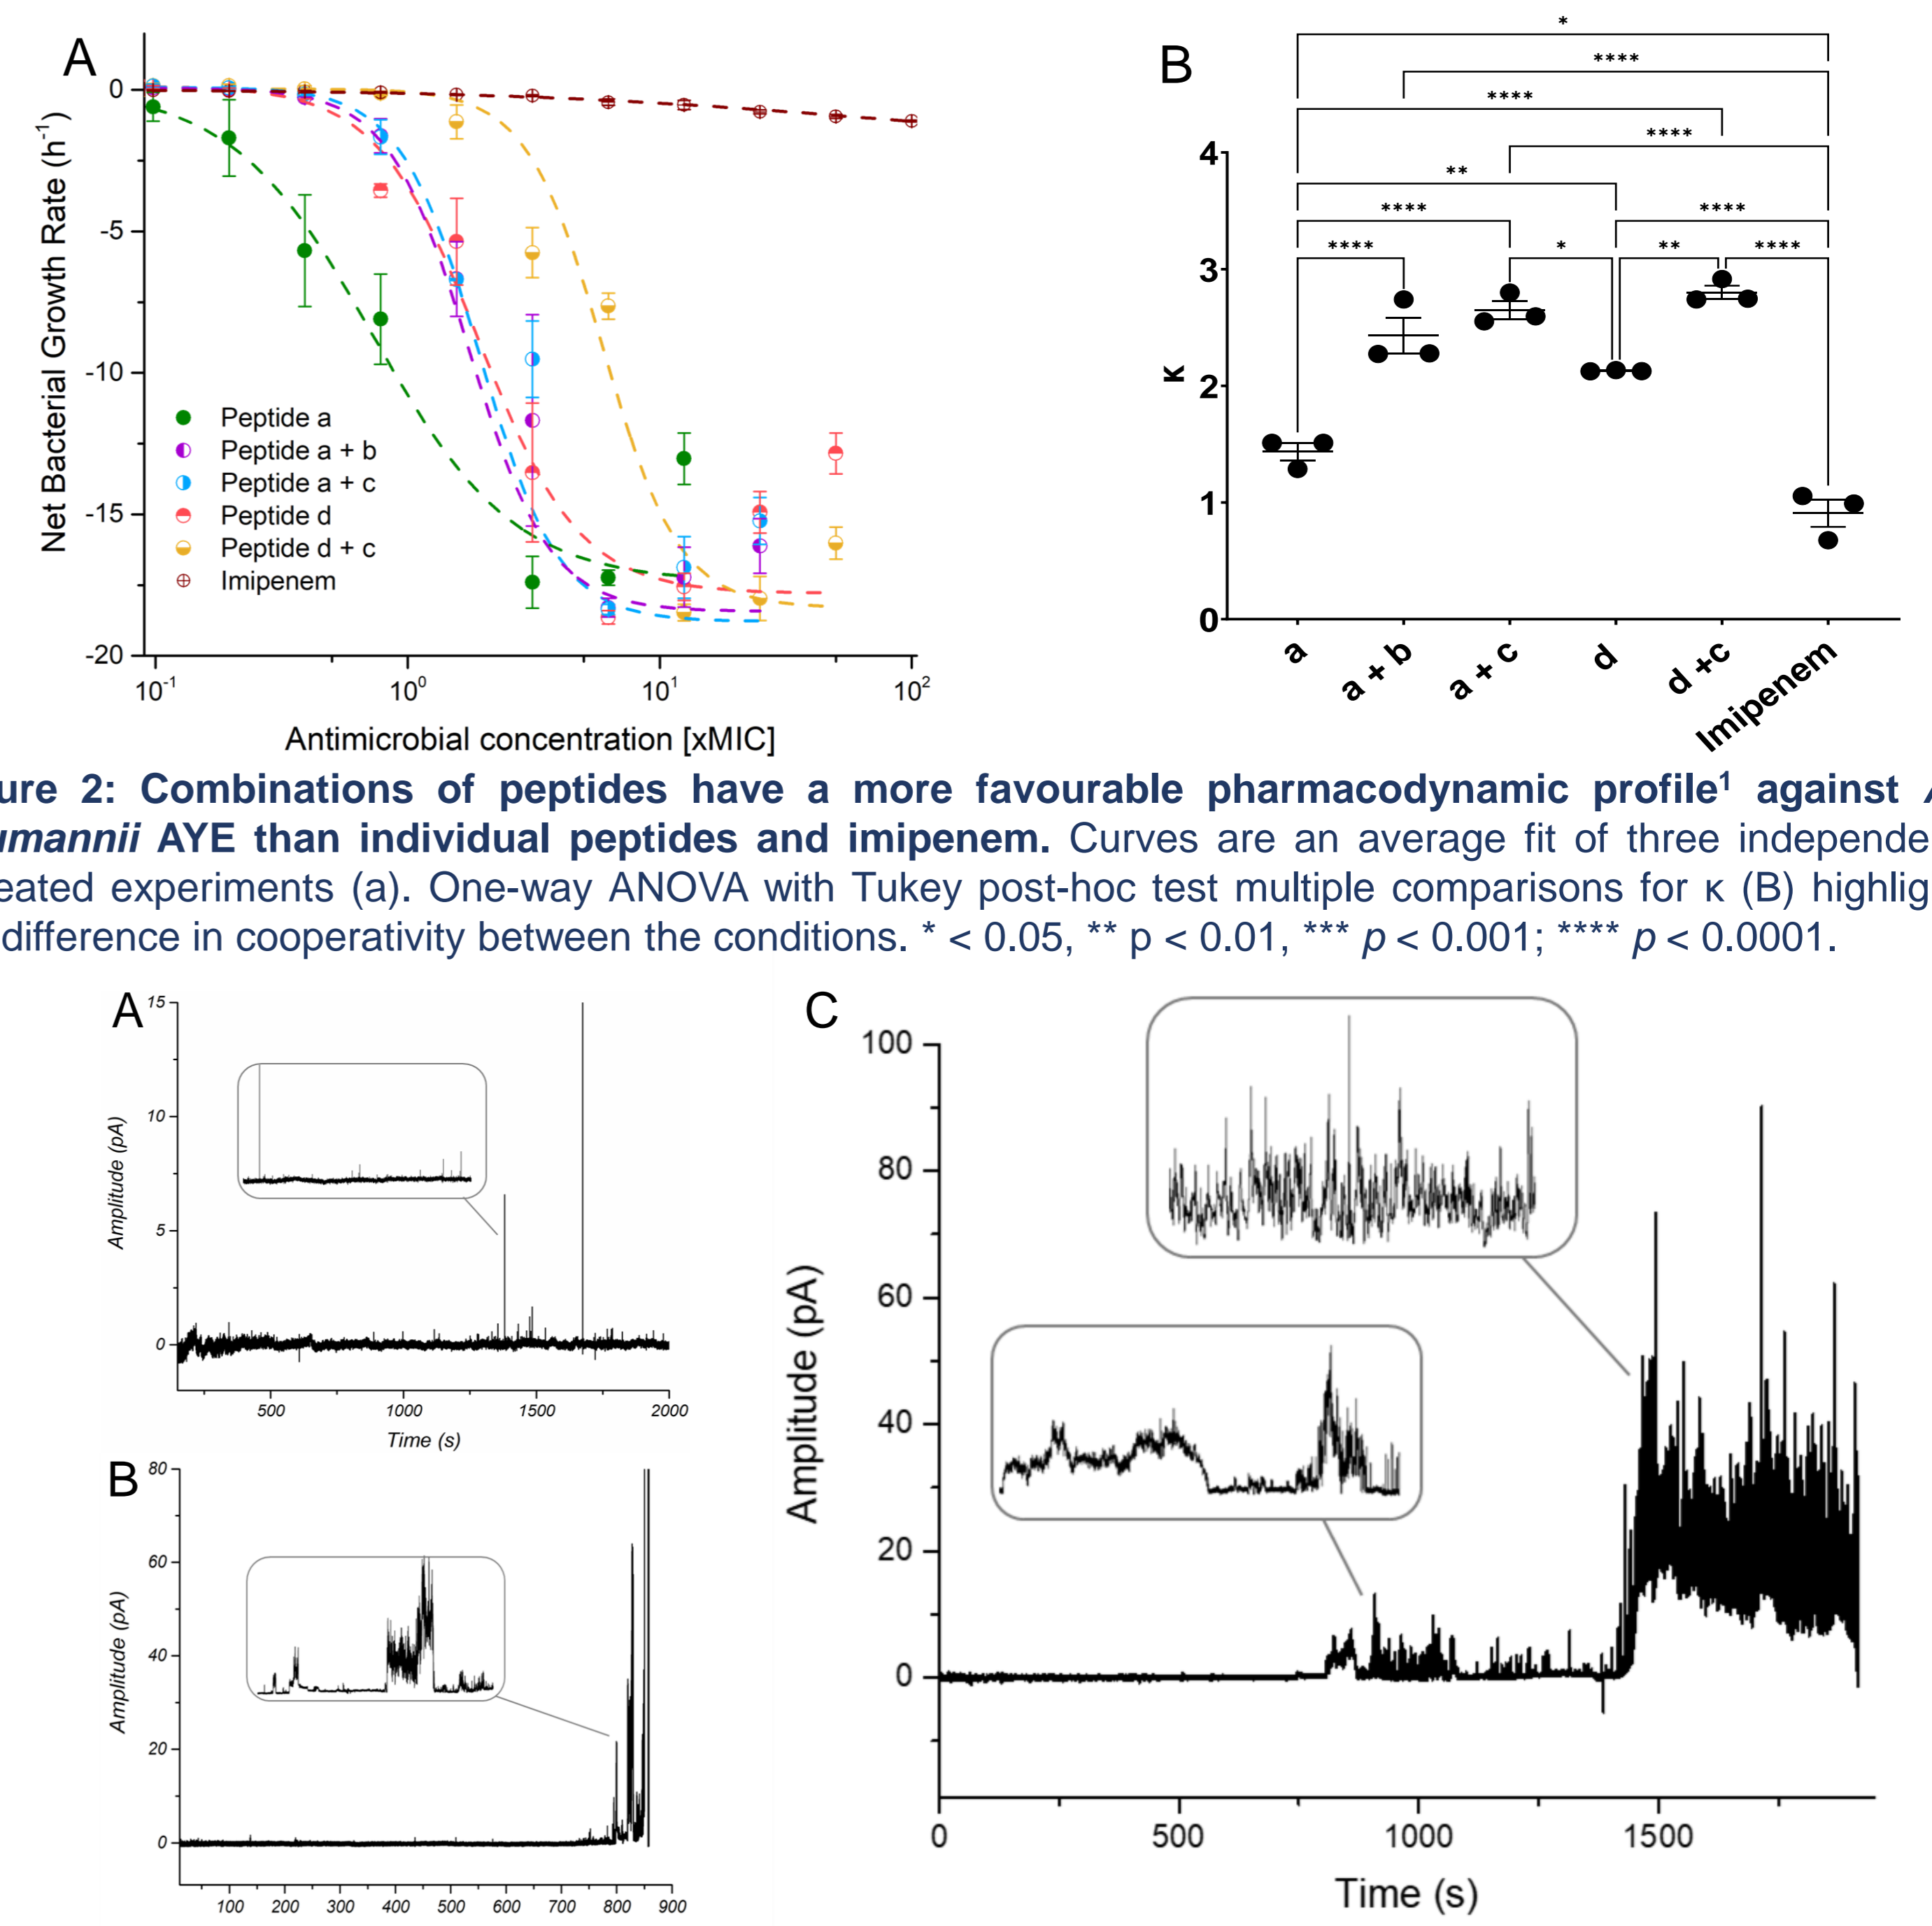 A
0
-5
-10
-15
-20
Net Bacterial Growth Rate (h-1)
Peptide a
Peptide a + b
Peptide a + c
Peptide d
Peptide d + c
Imipenem
10-1
100
101
102
Antimicrobial concentration [xMIC]
B
*
****
****
****
**
****
****
****
*
**
****
4
3
2
1
0
κ
a
a + b
a + c
d
d +c
Imipenem
ure 2: Combinations of peptides have a more favourable pharmacodynamic profile1 against
umannii AYE than individual peptides and imipenem. Curves are an average fit of three independe
eated experiments (a). One-way ANOVA with Tukey post-hoc test multiple comparisons for κ (B) highlig
difference in cooperativity between the conditions. * < 0.05, ** p < 0.01, *** p < 0.001; **** p < 0.0001.
A
15
10
5
0
Amplitude (pA)
500
1000
1500
2000
Time (s)
B
80
60
40
20
0
Amplitude (pA)
100
200
300
400
500
600
700
800
900
C
100
80
60
40
20
0
Amplitude (pA)
0
500
1000
1500
Time (s)